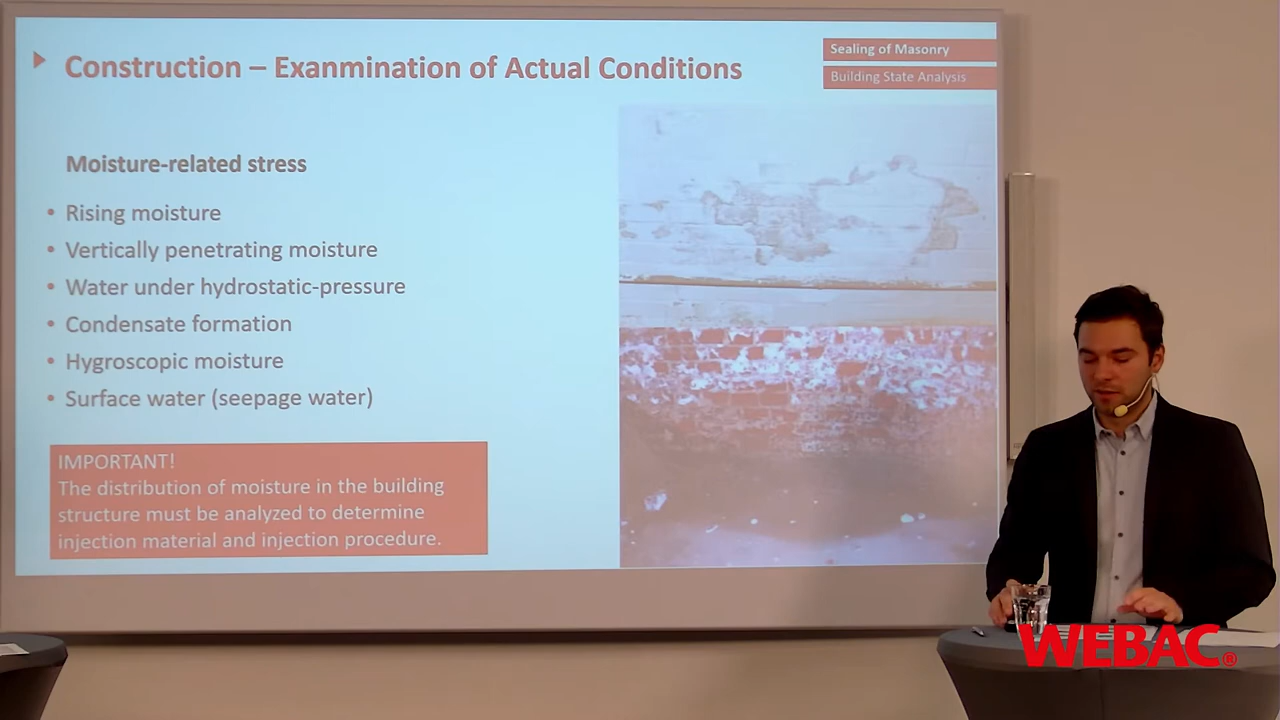 Construction – Exanmination of Actual Conditions
Sealing of Masonry
Building State Analysis
Moisture-related stress
• Rising moisture
• Vertically penetrating moisture
• Water under hydrostatic-pressure
• Condensate formation
• Hygroscopic moisture
• Surface water (seepage water)
IMPORTANT!
The distribution of moisture in the building
structure must be analyzed to determine
injection material and injection procedure.
WEBAC®